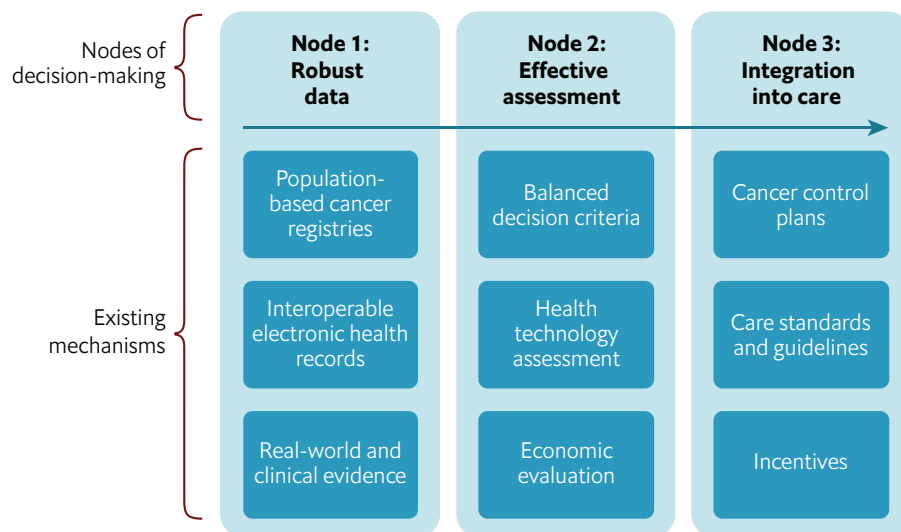 Nodes of
decision-making
Node 1:
Robust
data
Node 2:
Effective
assessment
Node 3:
Integration
into care
Existing
mechanisms
Population-
based cancer
registries
Interoperable
electronic health
records
Real-world and
clinical evidence
Balanced
decision criteria
Health
technology
assessment
Economic
evaluation
Cancer control
plans
Care standards
and guidelines
Incentives